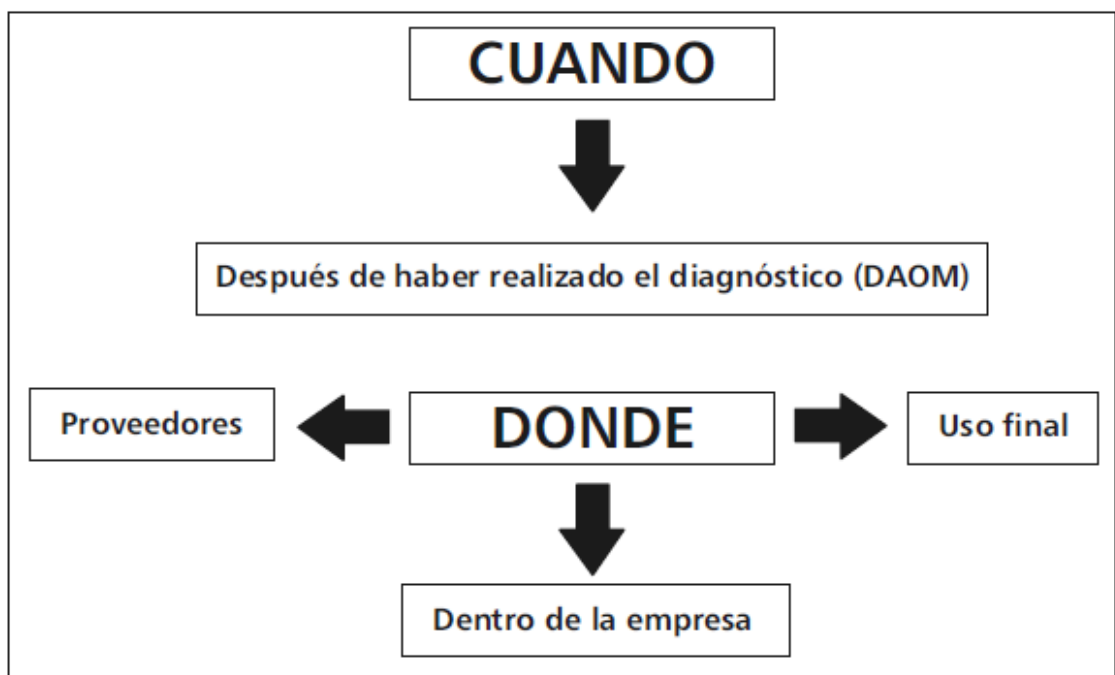 CUANDO
Después de haber realizado el diagnóstico (DAOM)
Proveedores
DONDE
Uso final
Dentro de la empresa